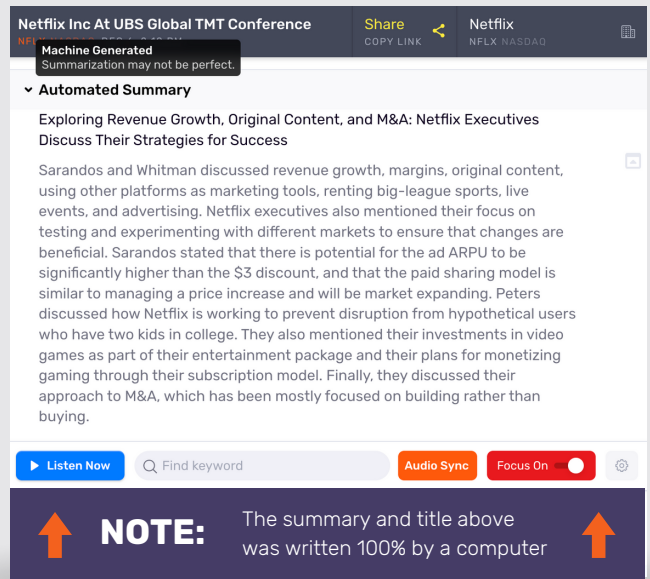 Netflix Inc At UBS Global TMT Conference
Share
COPY LINK
Netflix
NFLX NASDAQ
Machine Generated
Summarization may not be perfect.
Automated Summary
Exploring Revenue Growth, Original Content, and M&A: Netflix Executives
Discuss Their Strategies for Success
Sarandos and Whitman discussed revenue growth, margins, original content,
using other platforms as marketing tools, renting big-league sports, live
events, and advertising. Netflix executives also mentioned their focus on
testing and experimenting with different markets to ensure that changes are
beneficial. Sarandos stated that there is potential for the ad ARPU to be
significantly higher than the $3 discount, and that the paid sharing model is
similar to managing a price increase and will be market expanding. Peters
discussed how Netflix is working to prevent disruption from hypothetical users
who have two kids in college. They also mentioned their investments in video
games as part of their entertainment package and their plans for monetizing
gaming through their subscription model. Finally, they discussed their
approach to M&A, which has been mostly focused on building rather than
buying.
Listen Now
Find keyword
Audio Sync
Focus On
NOTE:
The summary and title above
was written 100% by a computer